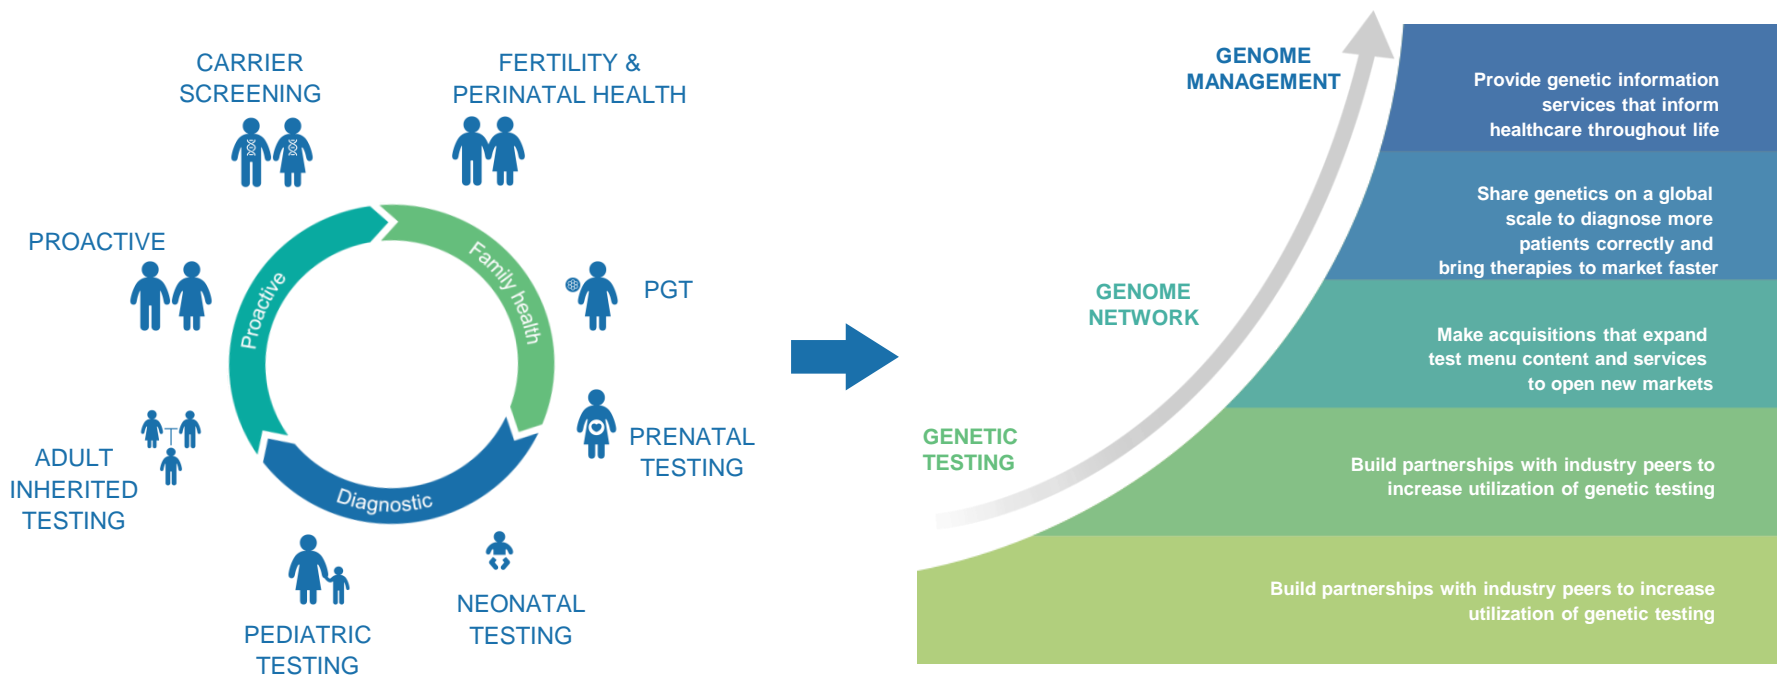 CARRIER
SCREENING
FERTILITY &
PERINATAL HEALTH
PROACTIVE
PGT
PRENATAL
TESTING
NEONATAL
TESTING
PEDIATRIC
TESTING
ADULT
INHERITED
TESTING
Proactive
Family health
Diagnostic
GENOME
MANAGEMENT
GENOME
NETWORK
GENETIC
TESTING
Provide genetic information
services that inform
healthcare throughout life
Share genetics on a global
scale to diagnose more
patients correctly and
bring therapies to market faster
Make acquisitions that expand
test menu content and services
to open new markets
Build partnerships with industry peers to
increase utilization of genetic testing
Build partnerships with industry peers to increase
utilization of genetic testing